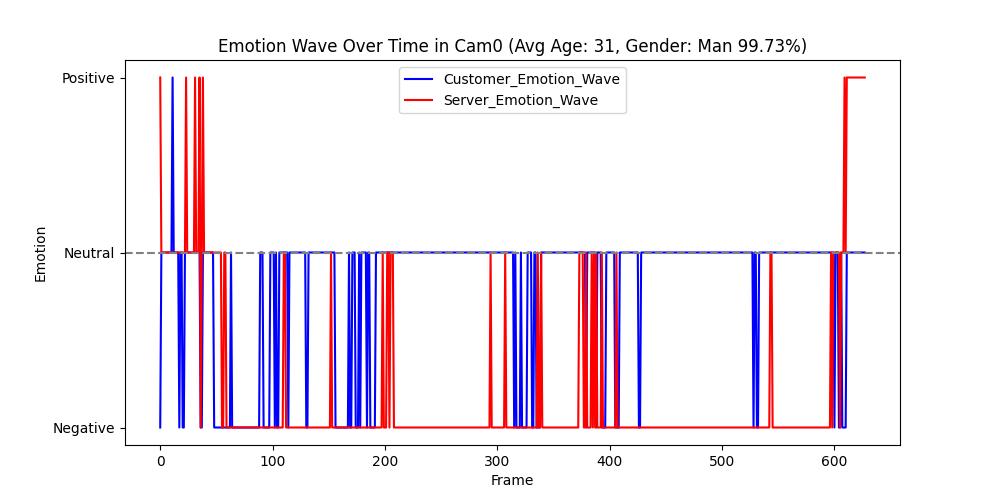 Emotion Wave Over Time in Cam0 (Avg Age: 31, Gender: Man 99.73%)
Customer_Emotion_Wave
Server_Emotion_Wave
Positive
Neutral
Negative
Emotion
0 100 200 300 400 500 600
Frame